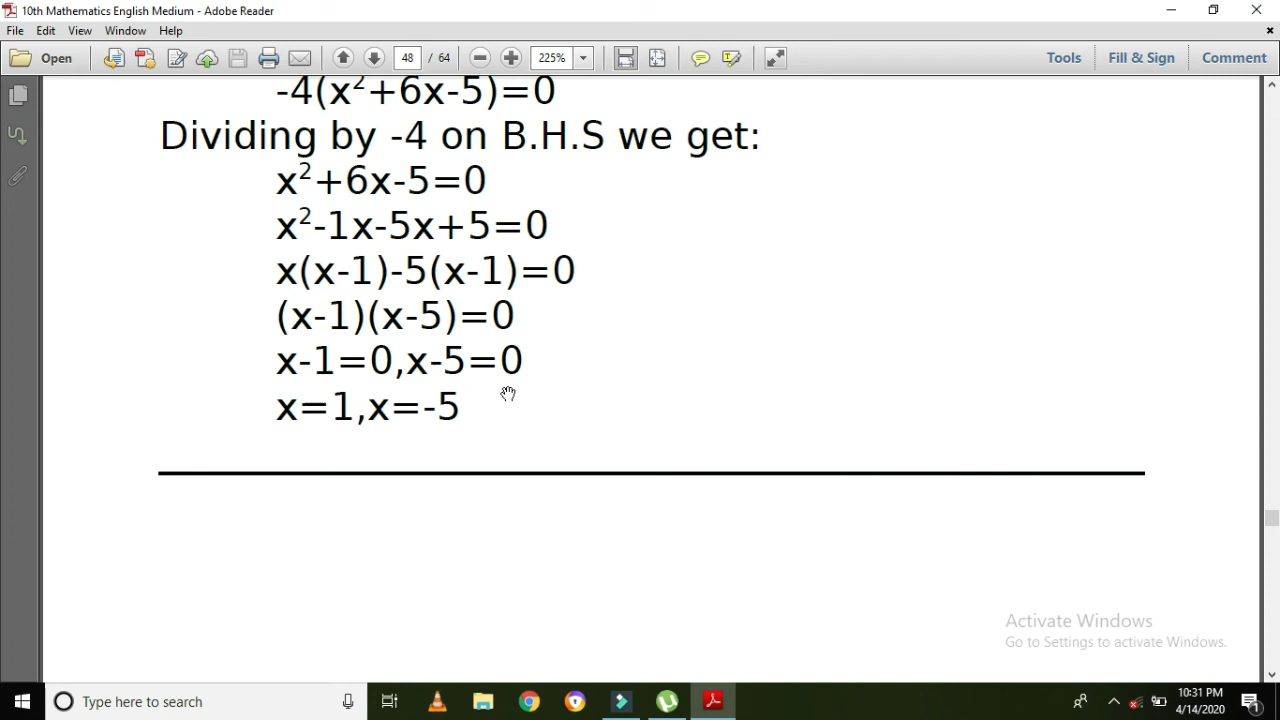 10th Mathematics English Medium - Adobe Reader
File Edit View Window Help
Open 48 / 64 225% Tools Fill & Sign Comment
-4(x²+6x-5)=0
Dividing by -4 on B.H.S we get:
x²+6x-5=0
x²-1x-5x+5=0
x(x-1)-5(x-1)=0
(x-1)(x-5)=0
x-1=0,x-5=0
x=1,x=-5
Activate Windows
Go to Settings to activate Windows.
Type here to search
10:31 PM
4/14/2020
1